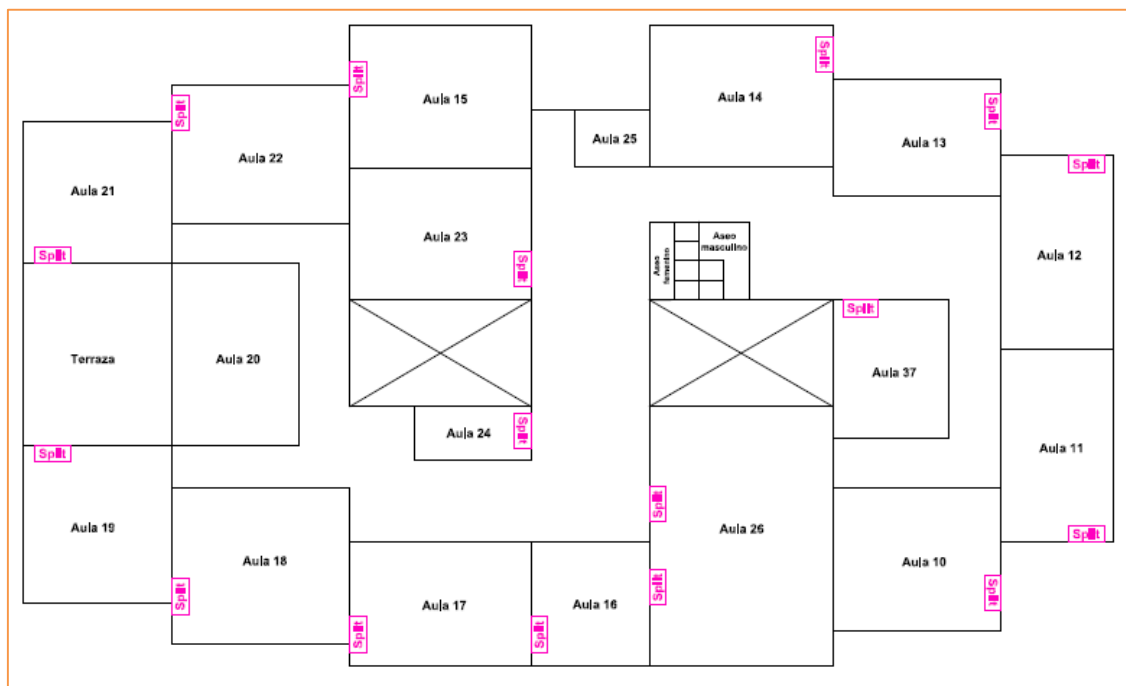 Split
Aula 15
Split
Aula 14
Split
Aula 22
Aula 25
Split
Aula 13
Split
Aula 21
Split
Aula 23
Split
Aseo femenino
Aseo
masculino
Aula 12
Split
Terraza
Aula 20
Aula 37
Aula 24
Split
Split
Aula 19
Aula 18
Split
Aula 26
Aula 11
Split
Aula 10
Split
Split
Aula 17
Split
Aula 16
Split
Split
Split